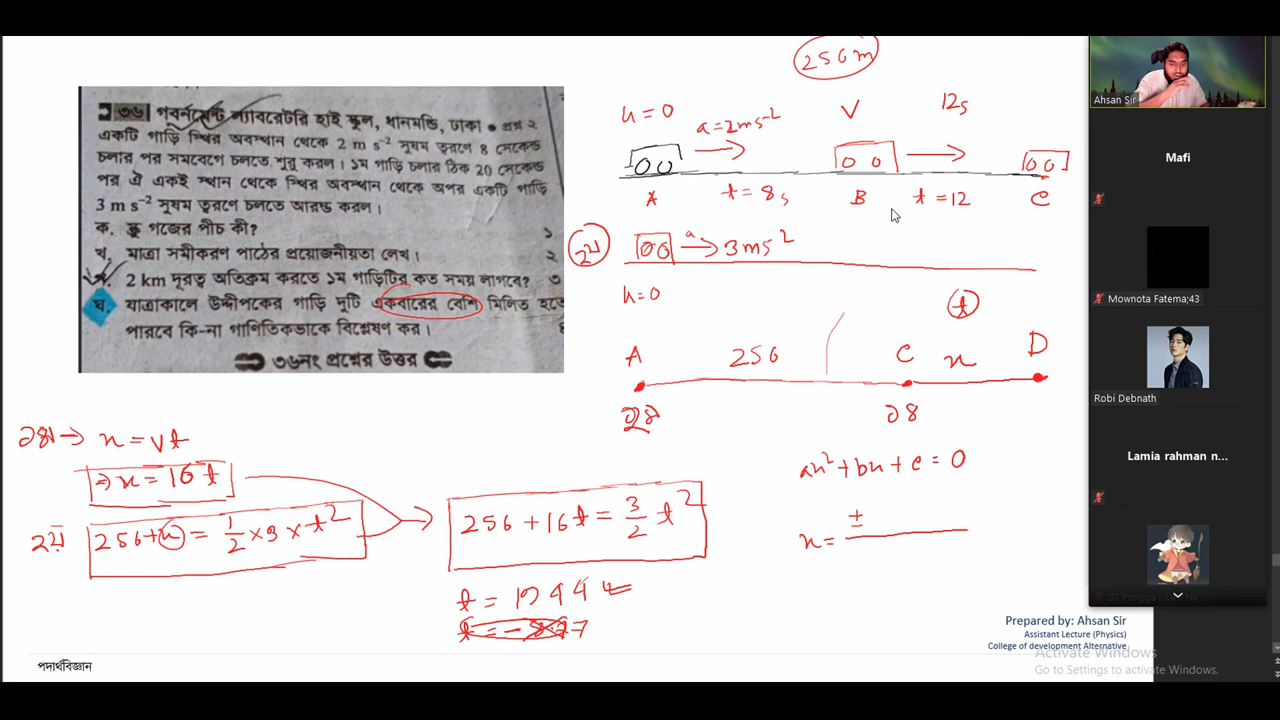 ৩৬ গবর্নমেন্ট ল্যাবরেটরি হাই স্কুল, ধানমন্ডি, ঢাকা • প্রশ্ন ২
একটি গাড়ি স্থির অবস্থান থেকে 2 m s⁻² সুষম ত্বরণে ৪ সেকেন্ড
চলার পর সমবেগে চলতে শুরু করল। ১ম গাড়ি চলার ঠিক 20 সেকেন্ড
পর ঐ একই স্থান থেকে স্থির অবস্থান থেকে অপর একটি গাড়ি
3 m s⁻² সুষম ত্বরণে চলতে আরম্ভ করল।
ক. স্ক্রু গজের পীচ কী? ১
খ. মাত্রা সমীকরণ পাঠের প্রয়োজনীয়তা লেখ। ২
2 km দূরত্ব অতিক্রম করতে ১ম গাড়িটির কত সময় লাগবে? ৩
ঘ. যাত্রাকালে উদ্দীপকের গাড়ি দুটি একবারের বেশি মিলিত হতে
পারবে কি-না গাণিতিকভাবে বিশ্লেষণ কর। ৪
৩৬নং প্রশ্নের উত্তর
256m
u = 0
a = 2ms⁻²
V
12s
A
t = 8s
B
t = 12
C
২য়
a
3ms²
u = 0
t
A
256
C
x
D
১ম → x = vt
⇒ x = 16t
২য় 256+x = 1/2 × 3 × t²
256 + 16t = 3/2 t²
ax² + bx + c = 0
x = ±
Prepared by: Ahsan Sir
Assistant Lecture (Physics)
College of development Alternative
Activate Windows
Go to Settings to activate Windows.
পদার্থবিজ্ঞান
Ahsan Sir
Mafi
Mownota Fatema;43
Robi Debnath
Lamia rahman n...